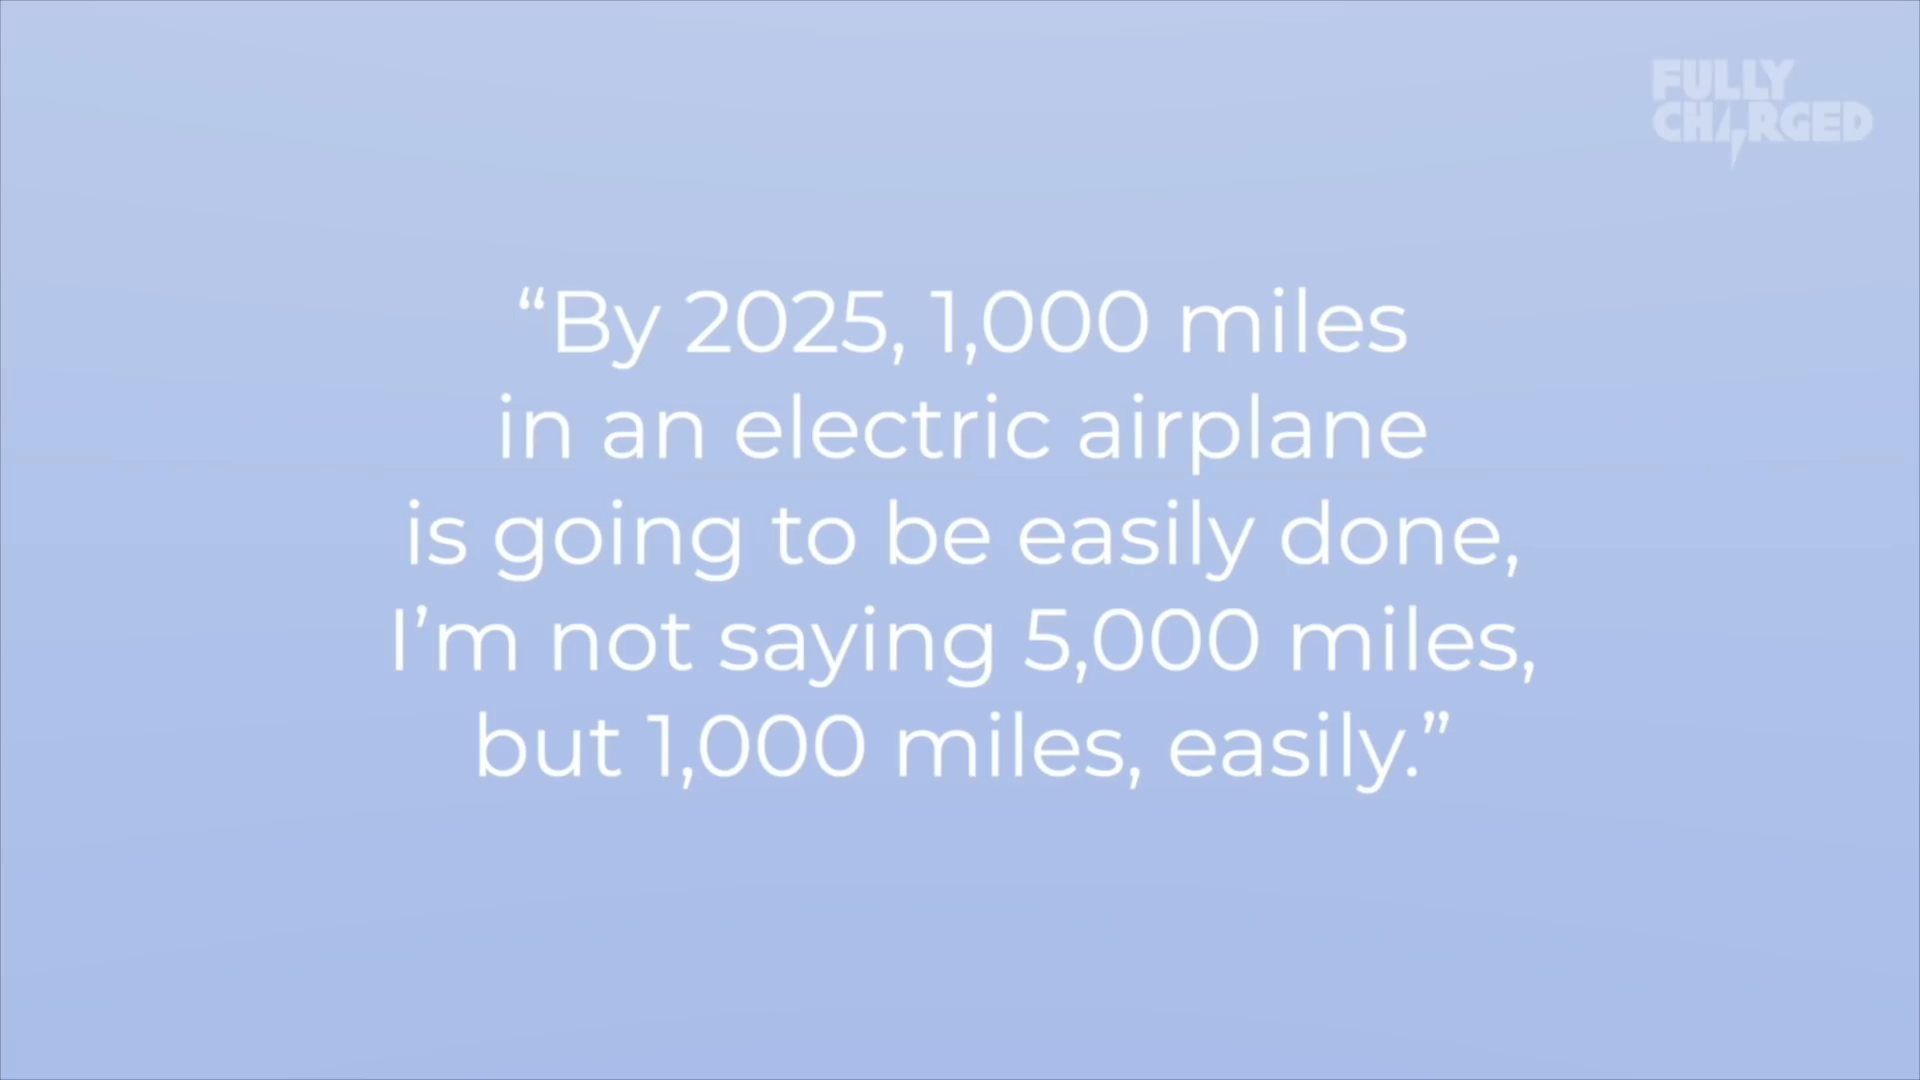 FULLY
CHARGED
“By 2025, 1,000 miles
in an electric airplane
is going to be easily done,
I’m not saying 5,000 miles,
but 1,000 miles, easily.”